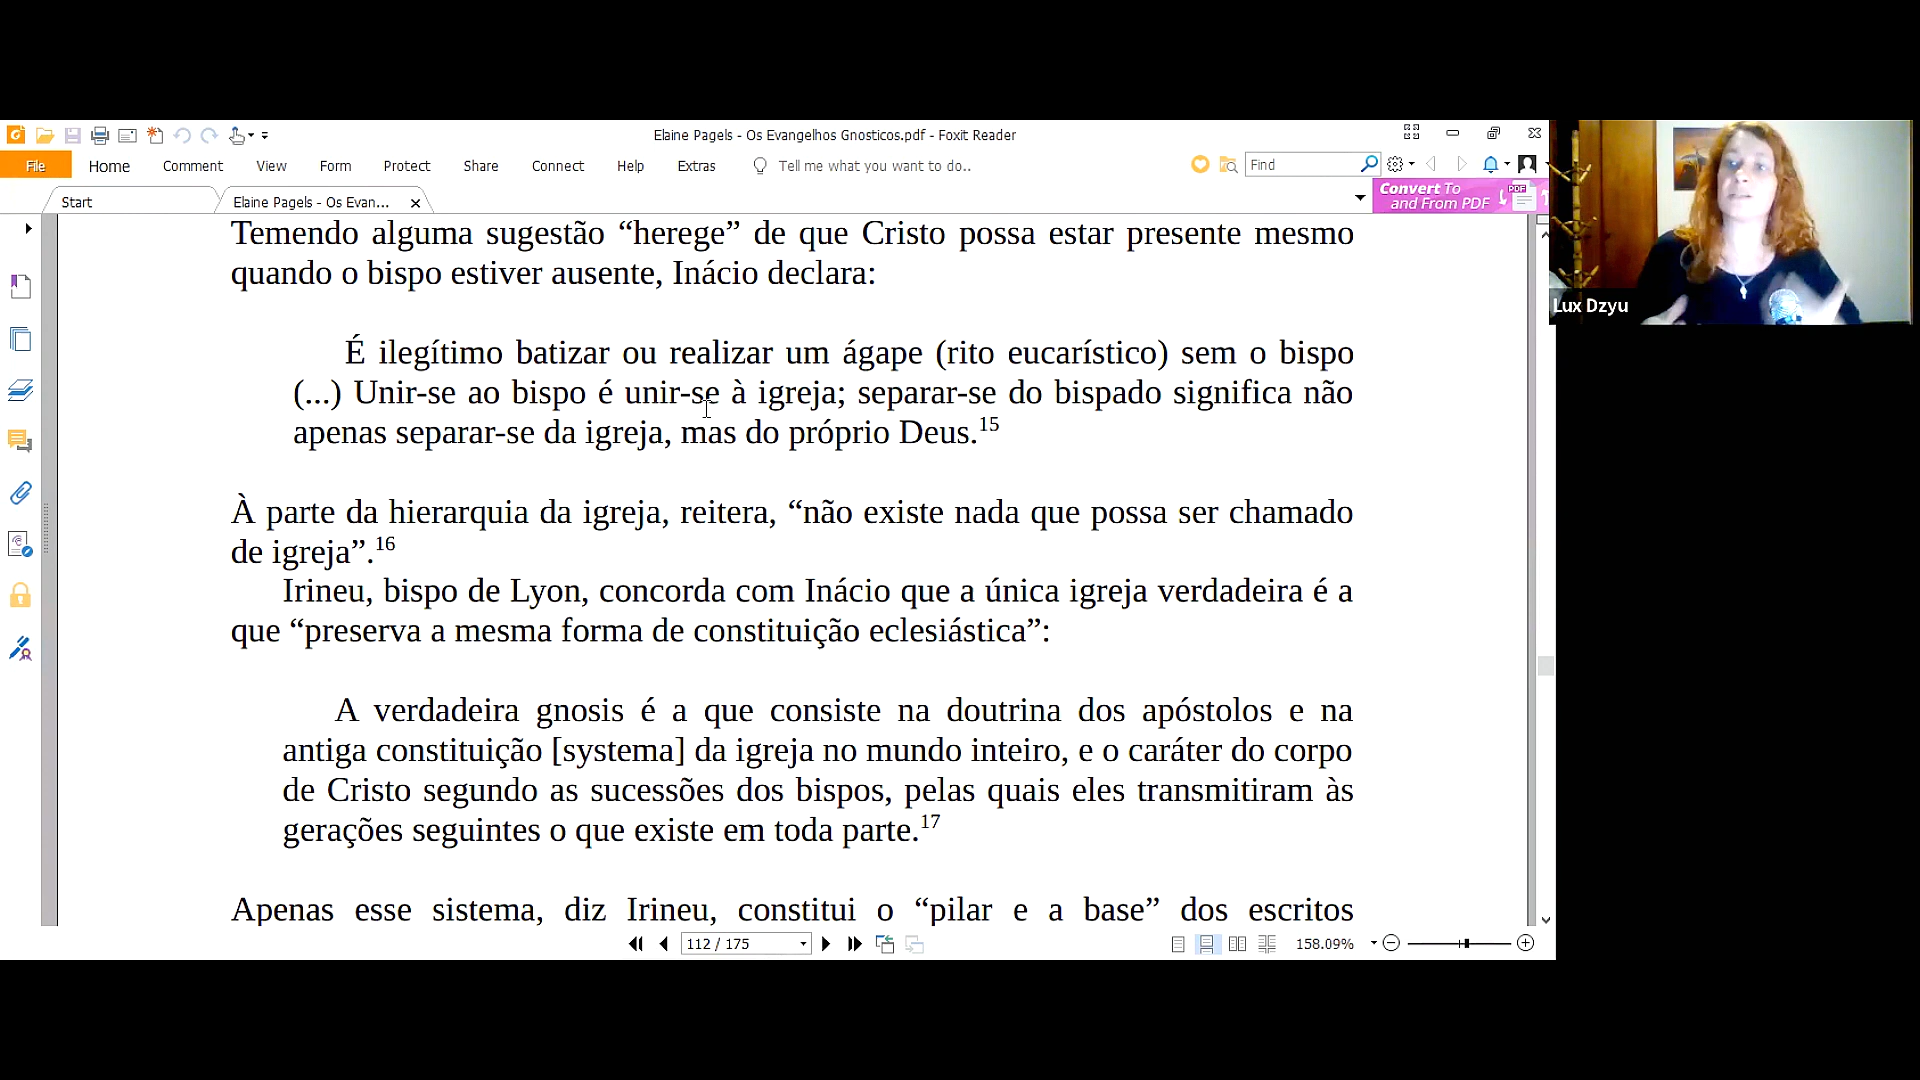 Elaine Pagels - Os Evangelhos Gnosticos.pdf - Foxit Reader
File Home Comment View Form Protect Share Connect Help Extras Tell me what you want to do.. Find
Start Elaine Pagels - Os Evan... Convert To
and From PDF PDF
Temendo alguma sugestão “herege” de que Cristo possa estar presente mesmo
quando o bispo estiver ausente, Inácio declara:
É ilegítimo batizar ou realizar um ágape (rito eucarístico) sem o bispo
(...) Unir-se ao bispo é unir-se à igreja; separar-se do bispado significa não
apenas separar-se da igreja, mas do próprio Deus.15
À parte da hierarquia da igreja, reitera, “não existe nada que possa ser chamado
de igreja”.16
Irineu, bispo de Lyon, concorda com Inácio que a única igreja verdadeira é a
que “preserva a mesma forma de constituição eclesiástica”:
A verdadeira gnosis é a que consiste na doutrina dos apóstolos e na
antiga constituição [systema] da igreja no mundo inteiro, e o caráter do corpo
de Cristo segundo as sucessões dos bispos, pelas quais eles transmitiram às
gerações seguintes o que existe em toda parte.17
Apenas esse sistema, diz Irineu, constitui o “pilar e a base” dos escritos
112 / 175 158.09%
Lux Dzyu